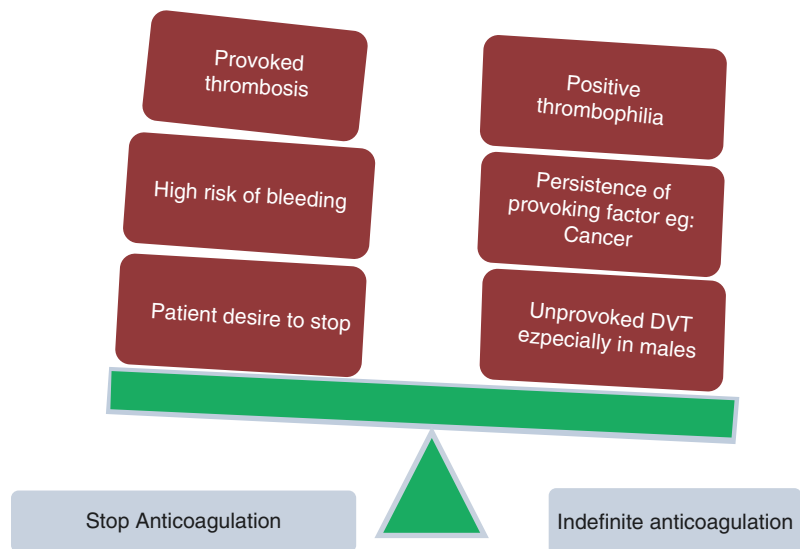 Provoked
thrombosis
High risk of bleeding
Patient desire to stop
Positive
thrombophilia
Persistence of
provoking factor eg:
Cancer
Unprovoked DVT
ezpecially in males
Stop Anticoagulation
Indefinite anticoagulation